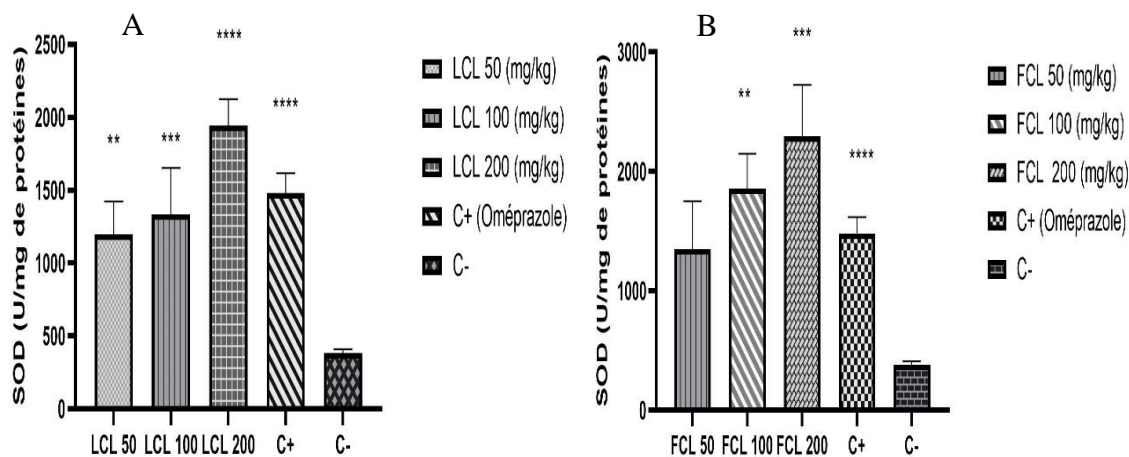 A
SOD (U/mg de protéines)
2500
2000
1500
1000
500
0
**
***
****
****
LCL 50
LCL 100
LCL 200
C+
C-
LCL 50 (mg/kg)
LCL 100 (mg/kg)
LCL 200 (mg/kg)
C+ (Oméprazole)
C-
B
SOD (U/mg de protéines)
3000
2000
1000
0
**
***
****
FCL 50
FCL 100
FCL 200
C+
C-
FCL 50 (mg/kg)
FCL 100 (mg/kg)
FCL 200 (mg/kg)
C+ (Oméprazole)
C-